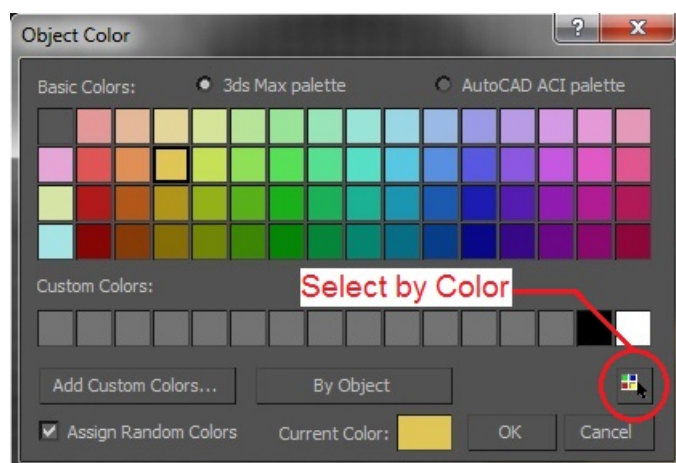 Object Color
?
X
Basic Colors: 3ds Max palette AutoCAD ACI palette
Custom Colors: Select by Color
Add Custom Colors... By Object
Assign Random Colors Current Color: OK Cancel